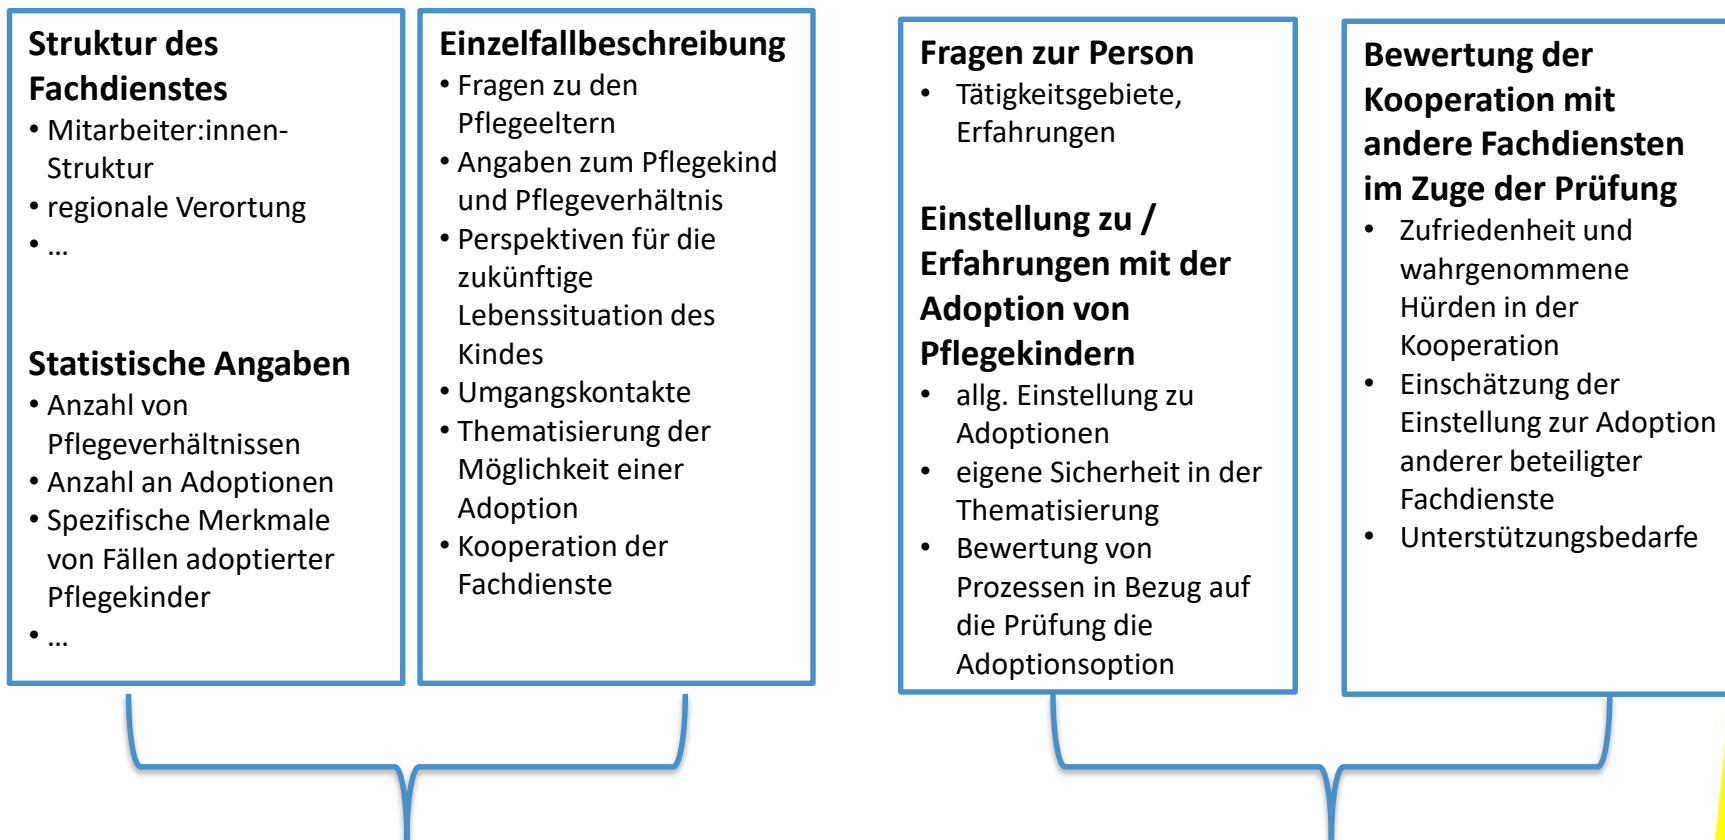 Struktur des
Fachdienstes
• Mitarbeiter:innen-
Struktur
• regionale Verortung
• ...
Statistische Angaben
• Anzahl von
Pflegeverhältnissen
• Anzahl an Adoptionen
• Spezifische Merkmale
von Fällen adoptierter
Pflegekinder
• ...
Einzelfallbeschreibung
• Fragen zu den
Pflegeeltern
• Angaben zum Pflegekind
und Pflegeverhältnis
• Perspektiven für die
zukünftige
Lebenssituation des
Kindes
• Umgangskontakte
• Thematisierung der
Möglichkeit einer
Adoption
• Kooperation der
Fachdienste
Fragen zur Person
• Tätigkeitsgebiete,
Erfahrungen
Einstellung zu /
Erfahrungen mit der
Adoption von
Pflegekindern
• allg. Einstellung zu
Adoptionen
• eigene Sicherheit in der
Thematisierung
• Bewertung von
Prozessen in Bezug auf
die Prüfung die
Adoptionsoption
Bewertung der
Kooperation mit
andere Fachdiensten
im Zuge der Prüfung
• Zufriedenheit und
wahrgenommene
Hürden in der
Kooperation
• Einschätzung der
Einstellung zur Adoption
anderer beteiligter
Fachdienste
• Unterstützungsbedarfe